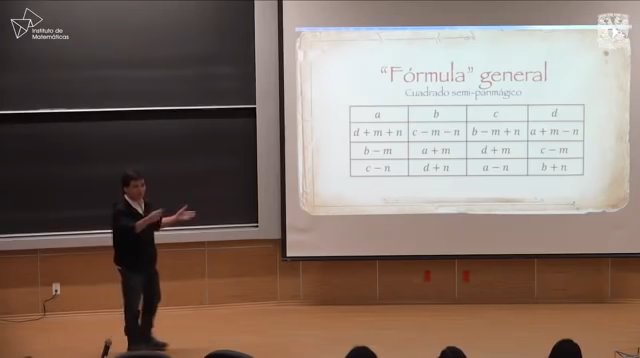 Instituto de
Matemáticas
"Fórmula" general
Cuadrado semi-panmágico
a b c d
d + m + n c − m − n b − m + n a + m − n
b − m a + m d + m c − m
c − n d + n a − n b + n